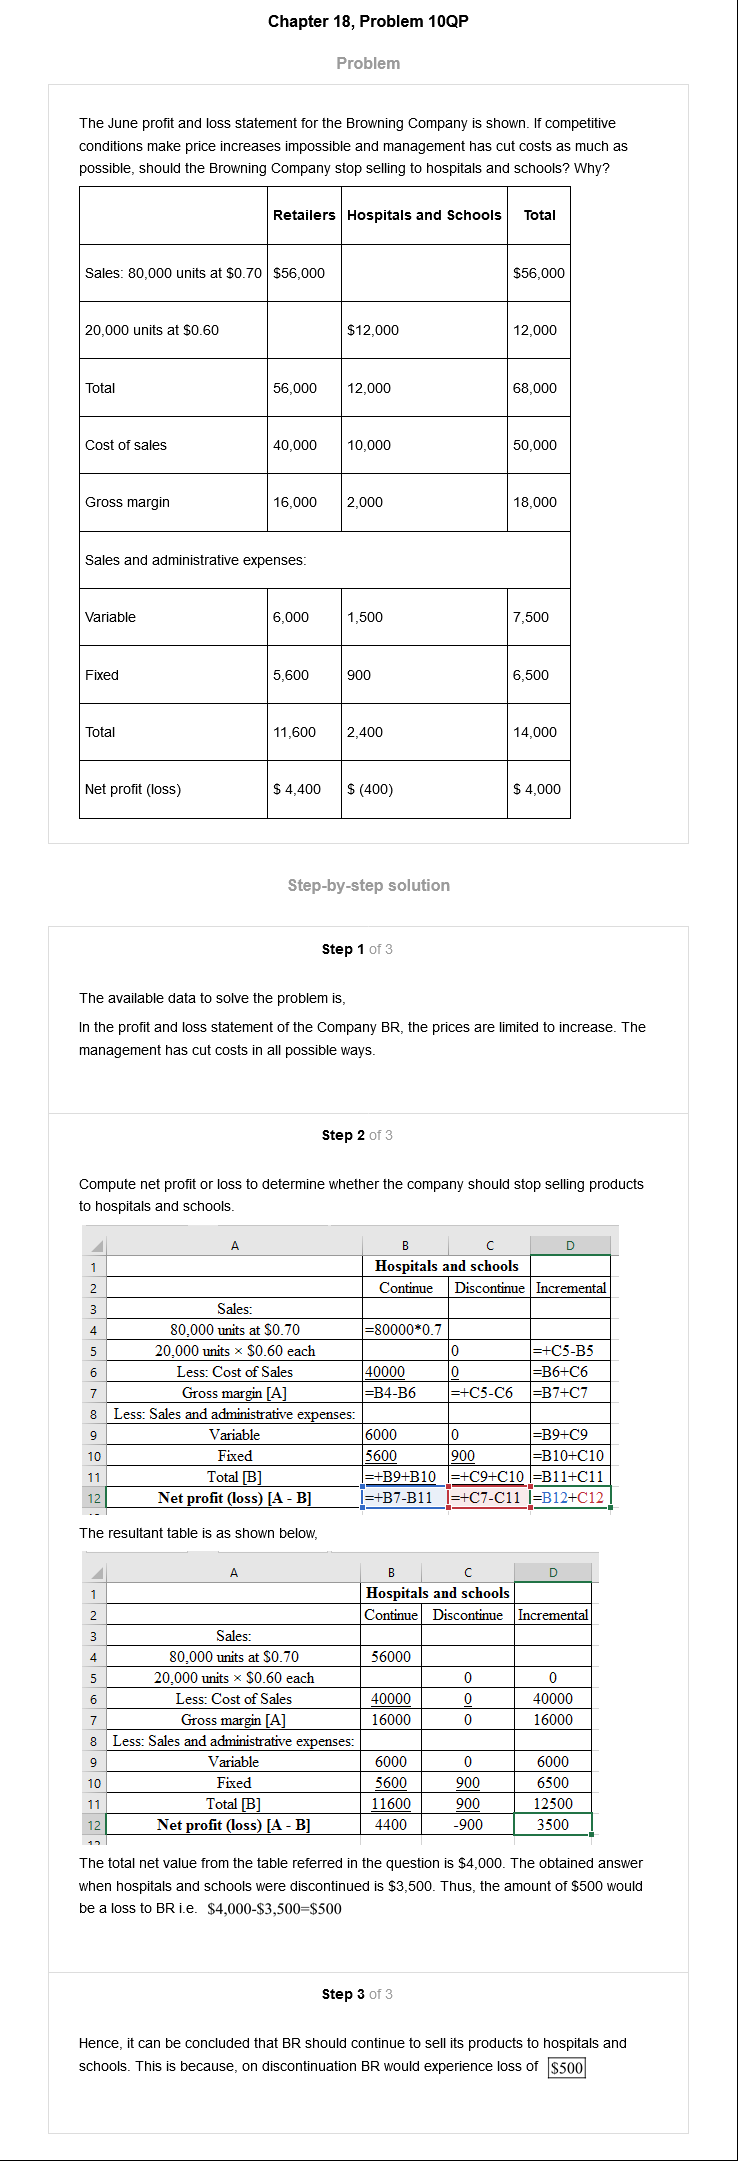 Chapter 18, Problem 10QP
Problem
The June profit and loss statement for the Browning Company is shown. If competitive
conditions make price increases impossible and management has cut costs as much as
possible, should the Browning Company stop selling to hospitals and schools? Why?
Retailers Hospitals and Schools Total
Sales: 80,000 units at $0.70 $56,000 $56,000
20,000 units at $0.60 $12,000 12,000
Total 56,000 12,000 68,000
Cost of sales 40,000 10,000 50,000
Gross margin 16,000 2,000 18,000
Sales and administrative expenses:
Variable 6,000 1,500 7,500
Fixed 5,600 900 6,500
Total 11,600 2,400 14,000
Net profit (loss) $ 4,400 $ (400) $ 4,000
Step-by-step solution
Step 1 of 3
The available data to solve the problem is,
In the profit and loss statement of the Company BR, the prices are limited to increase. The
management has cut costs in all possible ways.
Step 2 of 3
Compute net profit or loss to determine whether the company should stop selling products
to hospitals and schools.
A B C D
1 Hospitals and schools
2 Continue Discontinue Incremental
3 Sales:
4 80,000 units at $0.70 =80000*0.7
5 20,000 units × $0.60 each 0 =+C5-B5
6 Less: Cost of Sales 40000 0 =B6+C6
7 Gross margin [A] =B4-B6 =+C5-C6 =B7+C7
8 Less: Sales and administrative expenses:
9 Variable 6000 0 =B9+C9
10 Fixed 5600 900 =B10+C10
11 Total [B] =+B9+B10 =+C9+C10 =B11+C11
12 Net profit (loss) [A - B] =+B7-B11 =+C7-C11 =B12+C12
The resultant table is as shown below,
A B C D
1 Hospitals and schools
2 Continue Discontinue Incremental
3 Sales:
4 80,000 units at $0.70 56000
5 20,000 units × $0.60 each 0 0
6 Less: Cost of Sales 40000 0 40000
7 Gross margin [A] 16000 0 16000
8 Less: Sales and administrative expenses:
9 Variable 6000 0 6000
10 Fixed 5600 900 6500
11 Total [B] 11600 900 12500
12 Net profit (loss) [A - B] 4400 -900 3500
The total net value from the table referred in the question is $4,000. The obtained answer
when hospitals and schools were discontinued is $3,500. Thus, the amount of $500 would
be a loss to BR i.e. $4,000-$3,500=$500
Step 3 of 3
Hence, it can be concluded that BR should continue to sell its products to hospitals and
schools. This is because, on discontinuation BR would experience loss of $500